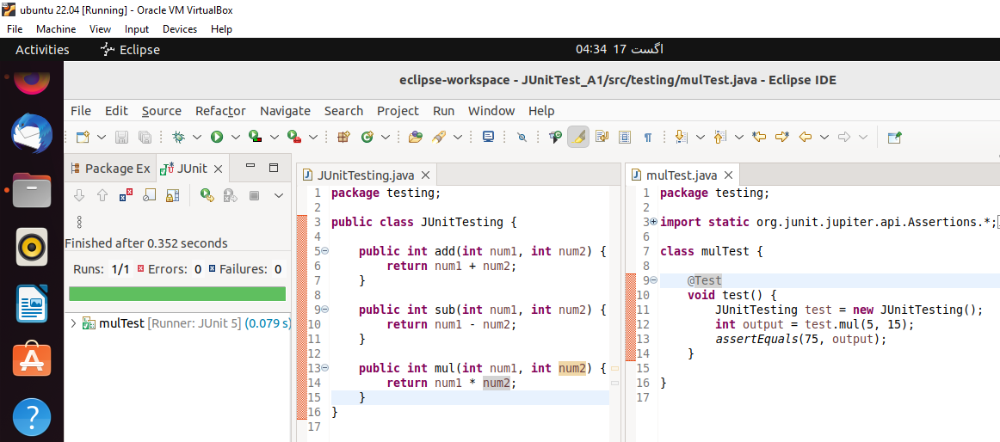 ubuntu 22.04 [Running] - Oracle VM VirtualBox
File Machine View Input Devices Help
Activities Eclipse 04:34 17 اگست
eclipse-workspace - JUnitTest_A1/src/testing/mulTest.java - Eclipse IDE
File Edit Source Refactor Navigate Search Project Run Window Help
Package Ex JUnit
Finished after 0.352 seconds
Runs: 1/1 Errors: 0 Failures: 0
mulTest [Runner: JUnit 5] (0.079 s)
JUnitTesting.java
1 package testing;
2
3 public class JUnitTesting {
4
5 public int add(int num1, int num2) {
6 return num1 + num2;
7 }
8
9 public int sub(int num1, int num2) {
10 return num1 - num2;
11 }
12
13 public int mul(int num1, int num2) {
14 return num1 * num2;
15 }
16 }
17
mulTest.java
1 package testing;
2
3 import static org.junit.jupiter.api.Assertions.*;
6
7 class mulTest {
8
9 @Test
10 void test() {
11 JUnitTesting test = new JUnitTesting();
12 int output = test.mul(5, 15);
13 assertEquals(75, output);
14 }
15
16 }
17